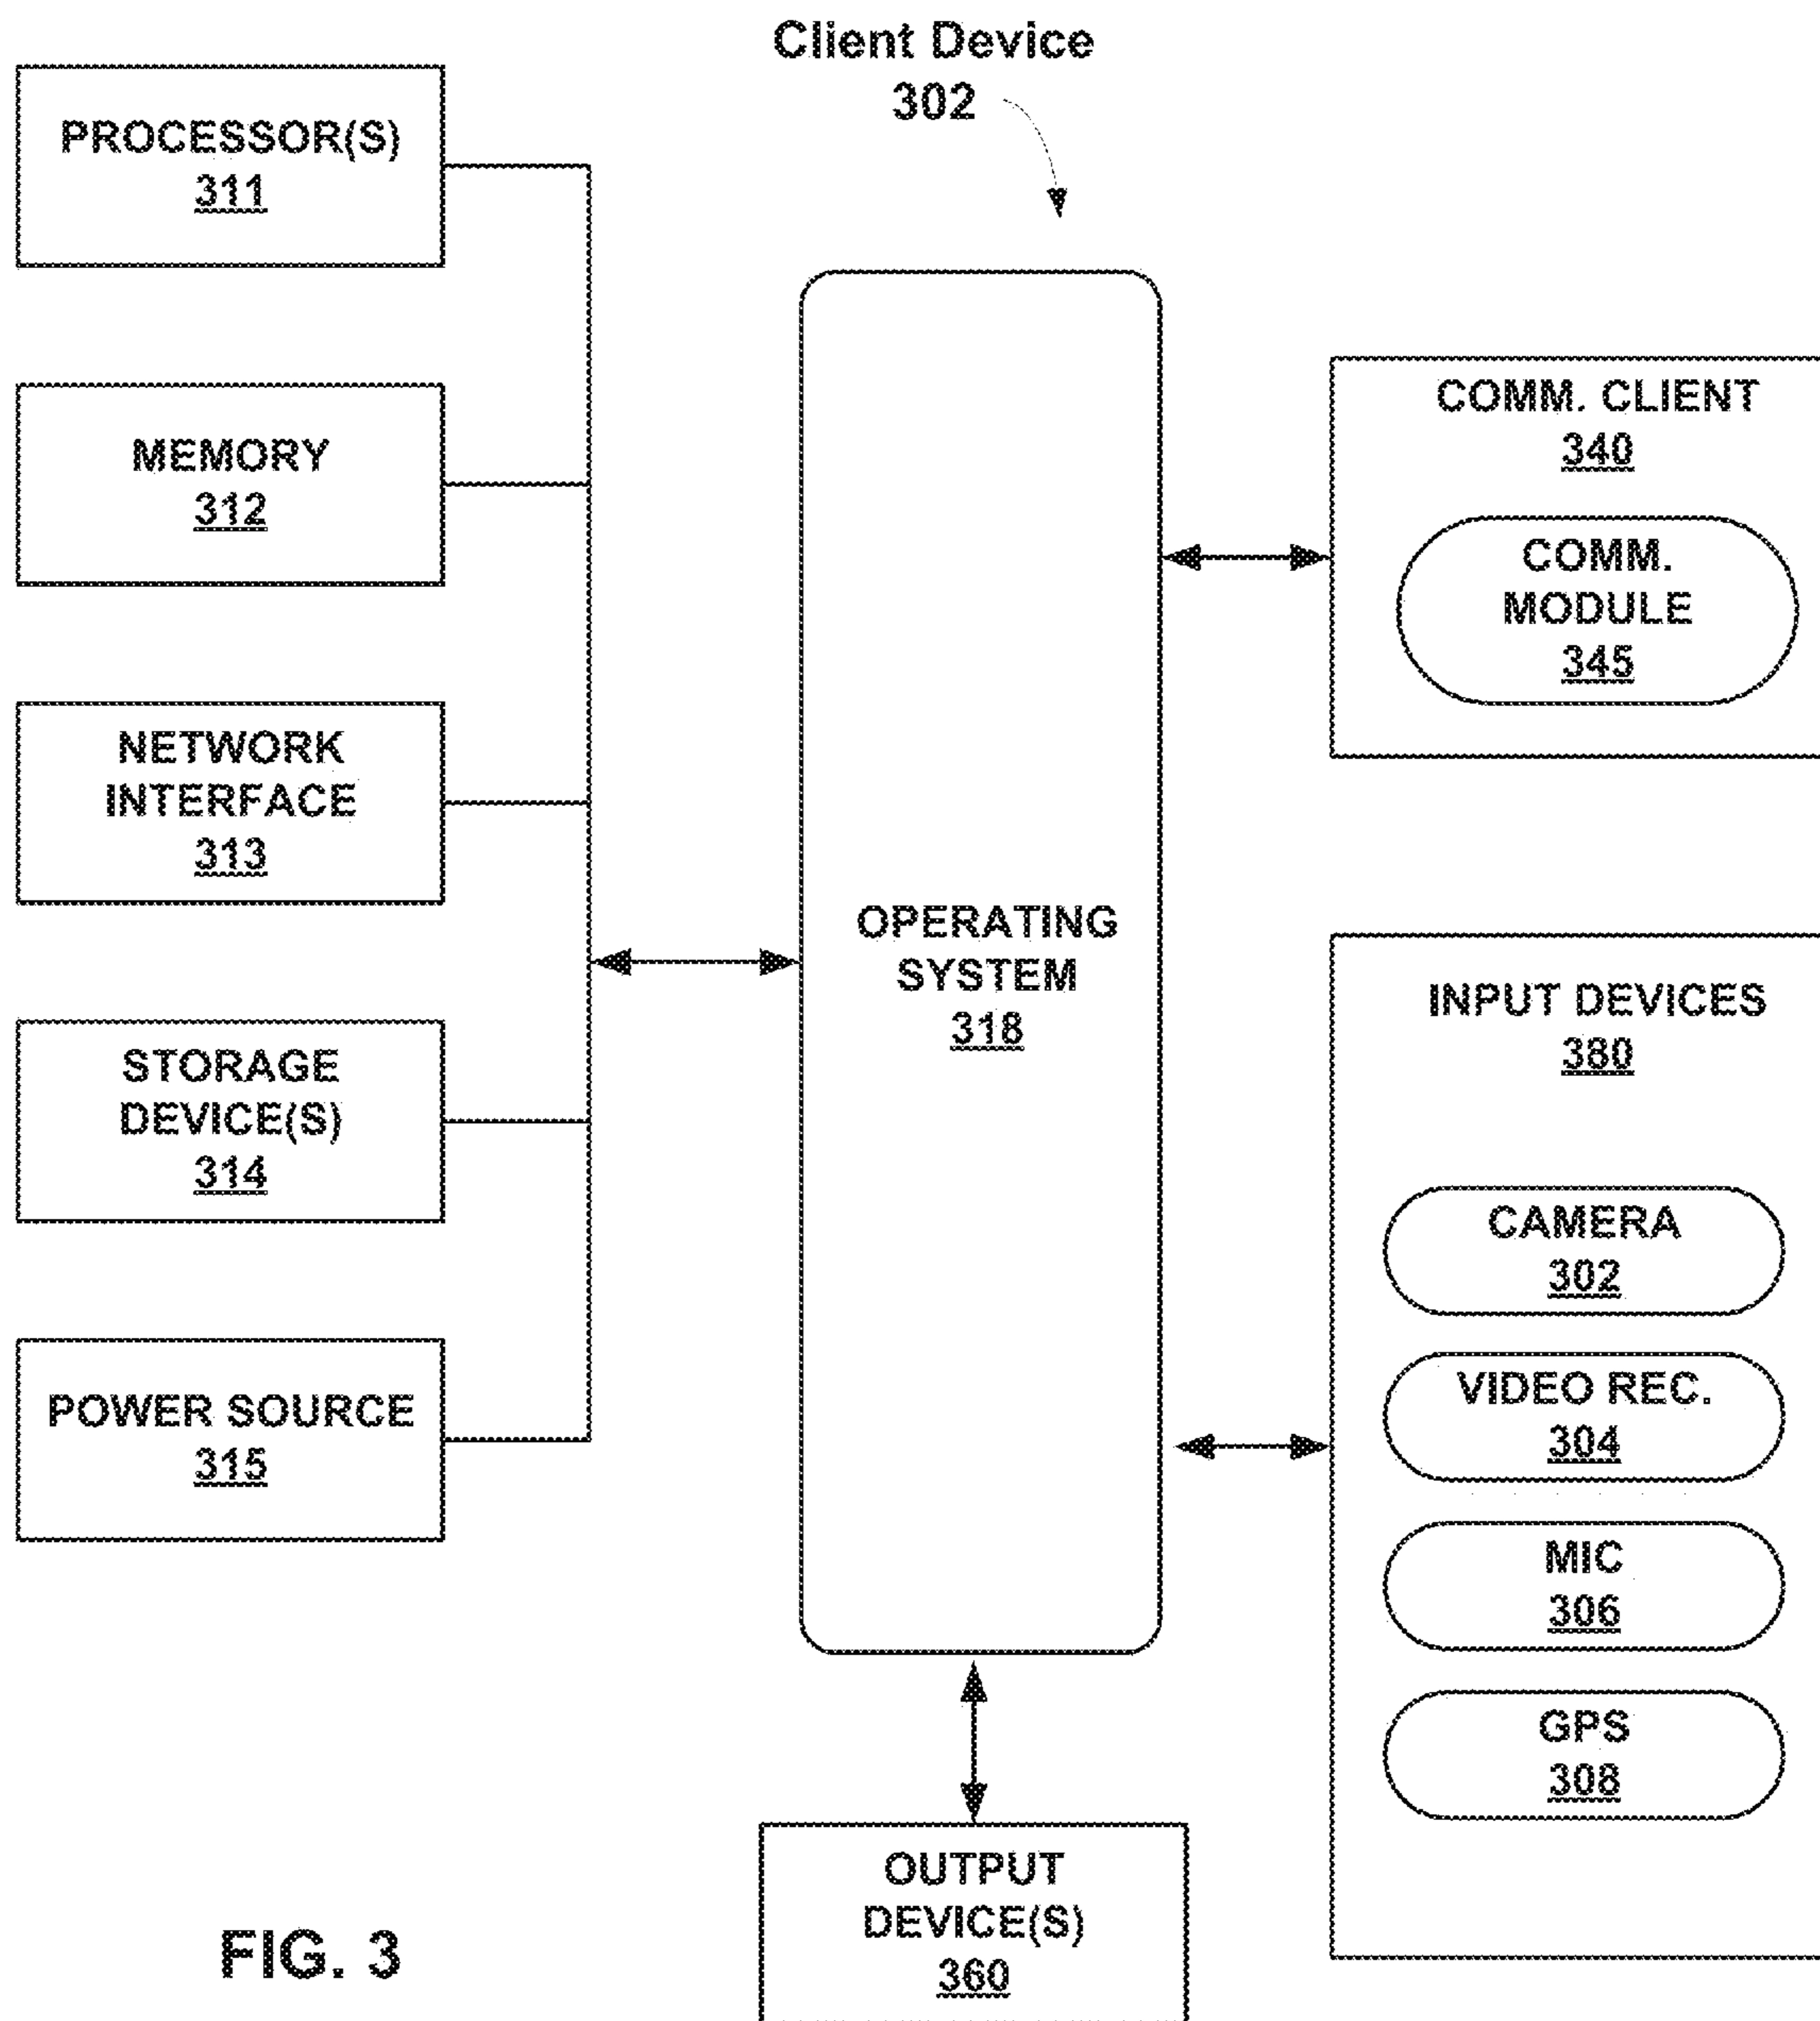 Client Device
302
PROCESSOR(S)
311
MEMORY
312
NETWORK
INTERFACE
313
STORAGE
DEVICE(S)
314
POWER SOURCE
315
OPERATING
SYSTEM
318
COMM. CLIENT
340
COMM.
MODULE
345
INPUT DEVICES
380
CAMERA
302
VIDEO REC.
304
MIC
306
GPS
308
OUTPUT
DEVICE(S)
360
FIG. 3